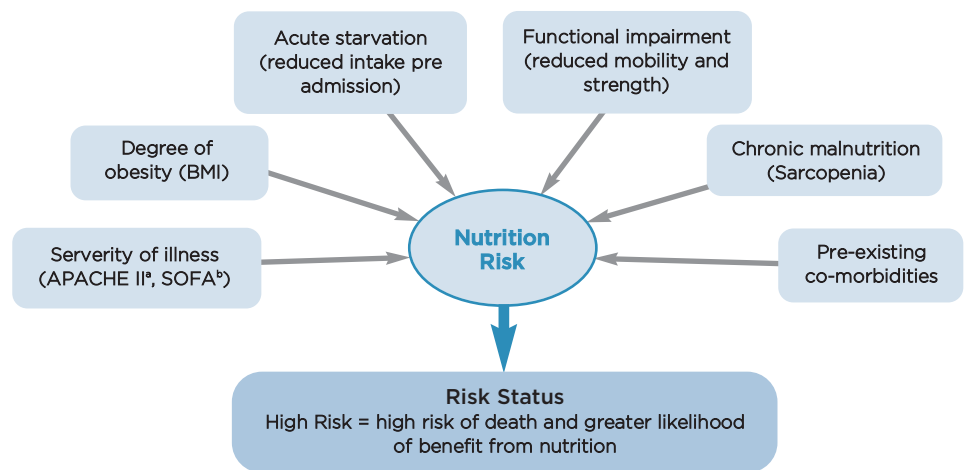 Acute starvation
(reduced intake pre
admission)
Functional impairment
(reduced mobility and
strength)
Degree of
obesity (BMI)
Chronic malnutrition
(Sarcopenia)
Serverity of illness
(APACHE IIᵃ, SOFAᵇ)
Nutrition
Risk
Pre-existing
co-morbidities
Risk Status
High Risk = high risk of death and greater likelihood
of benefit from nutrition